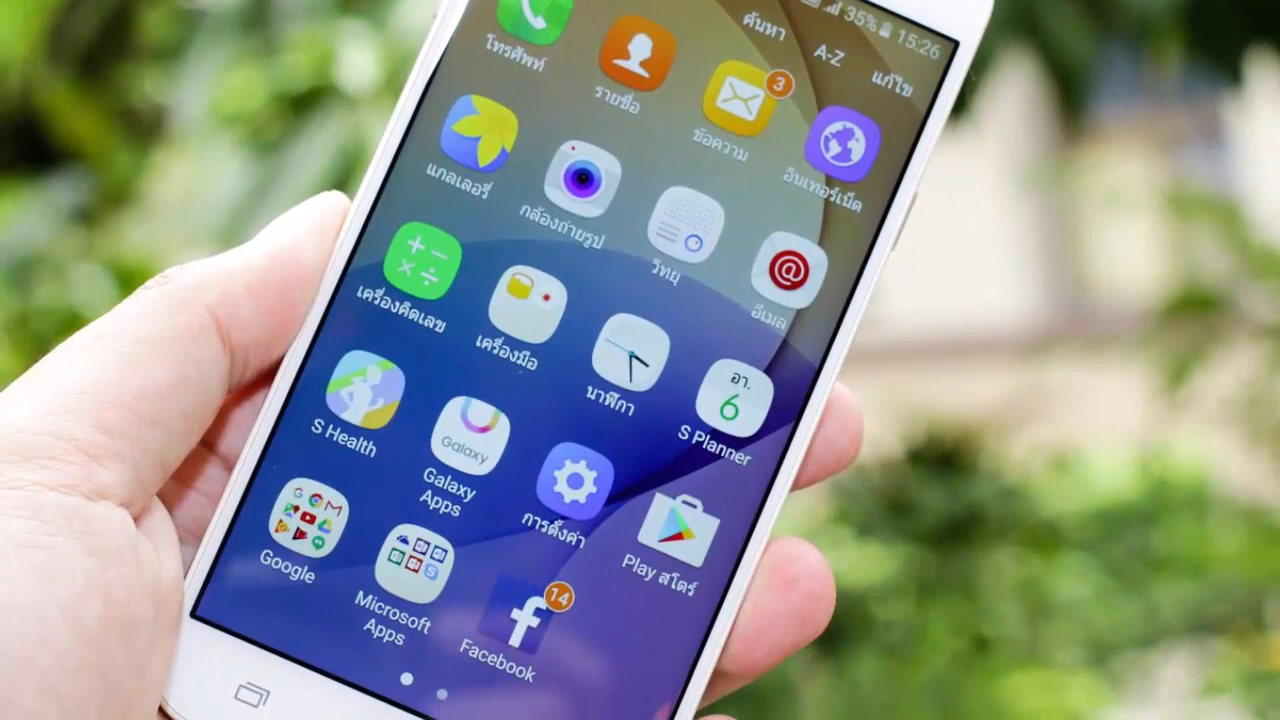 35% 15:26
ค้นหา A-Z แก้ไข
โทรศัพท์
รายชื่อ
3
ข้อความ
อินเทอร์เน็ต
แกลเลอรี่
กล้องถ่ายรูป
วิทยุ
@
อีเมล
เครื่องคิดเลข
เครื่องมือ
นาฬิกา
อา.
6
S Planner
S Health
Galaxy
Galaxy
Apps
การตั้งค่า
Play สโตร์
Google
Microsoft
Apps
f
14
Facebook